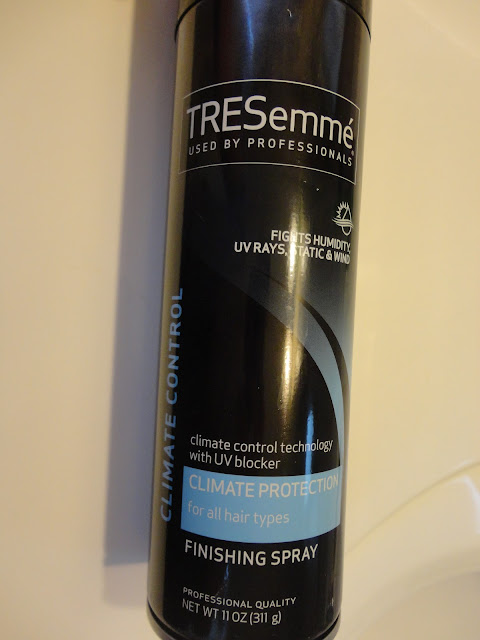 TRESemmé®
USED BY PROFESSIONALS
FIGHTS HUMIDITY,
UV RAYS, STATIC & WIND
CLIMATE CONTROL
climate control technology
with UV blocker
CLIMATE PROTECTION
for all hair types
FINISHING SPRAY
PROFESSIONAL QUALITY
NET WT 11 OZ (311 g)